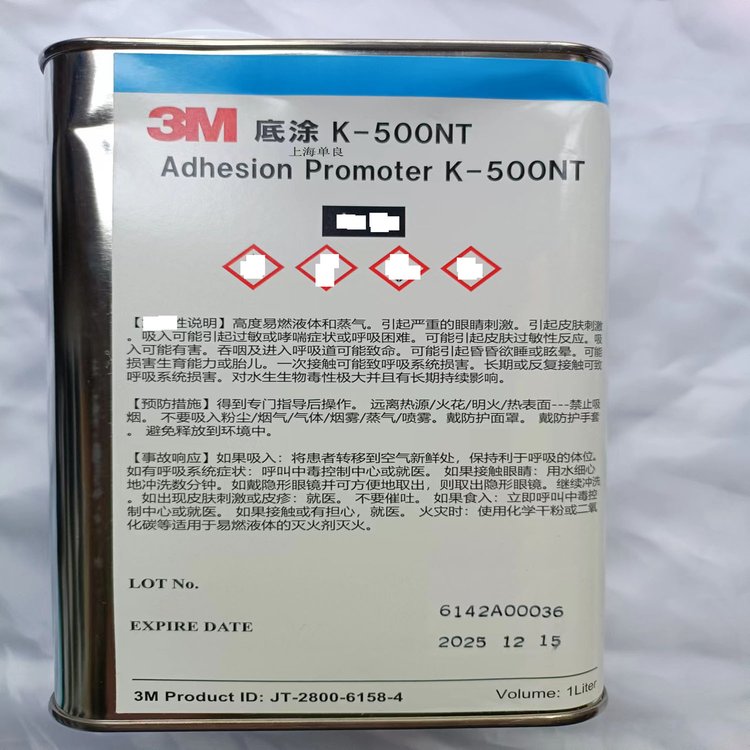 3M 底涂 K-500NT
上海单良
Adhesion Promoter K-500NT
性说明】高度易燃液体和蒸气。引起严重的眼睛刺激。引起皮肤刺激
。吸入可能引起过敏或哮喘症状或呼吸困难。可能引起皮肤过敏性反应。吸
入可能有害。吞咽及进入呼吸道可能致命。可能引起昏昏欲睡或眩晕。可能
损害生育能力或胎儿。一次接触可能致呼吸系统损害。长期或反复接触可致
呼吸系统损害。对水生生物毒性极大并且有长期持续影响。
【预防措施】得到专门指导后操作。 远离热源/火花/明火/热表面---禁止吸
烟。 不要吸入粉尘/烟气/气体/烟雾/蒸气/喷雾。戴防护面罩。 戴防护手套
。 避免释放到环境中。
【事故响应】如果吸入：将患者转移到空气新鲜处，保持利于呼吸的体位。
如有呼吸系统症状：呼叫中毒控制中心或就医。 如果接触眼睛：用水细心
地冲洗数分钟。如戴隐形眼镜并可方便地取出，则取出隐形眼镜。继续冲洗
。如出现皮肤刺激或皮疹：就医。 不要催吐。 如果食入：立即呼叫中毒控
制中心或就医。 如果接触或有担心，就医。 火灾时：使用化学干粉或二氧
化碳等适用于易燃液体的灭火剂灭火。
LOT No.
6142A00036
EXPIRE DATE
2025 12 15
3M Product ID: JT-2800-6158-4
Volume: 1Liter